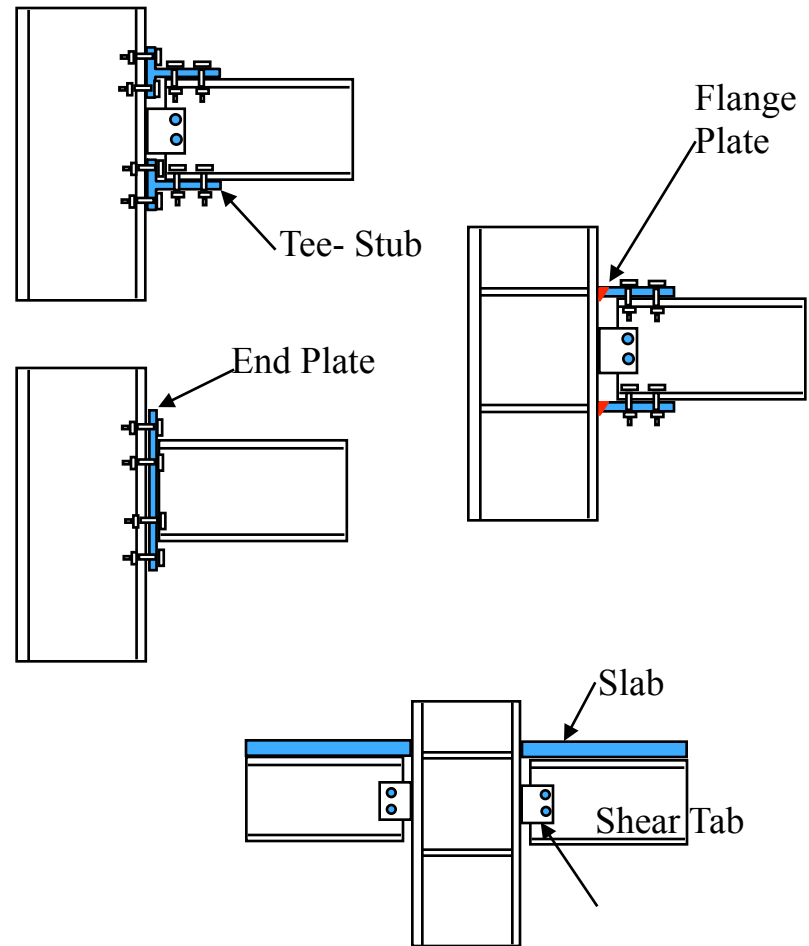 Flange
Plate
Tee- Stub
End Plate
Slab
Shear Tab